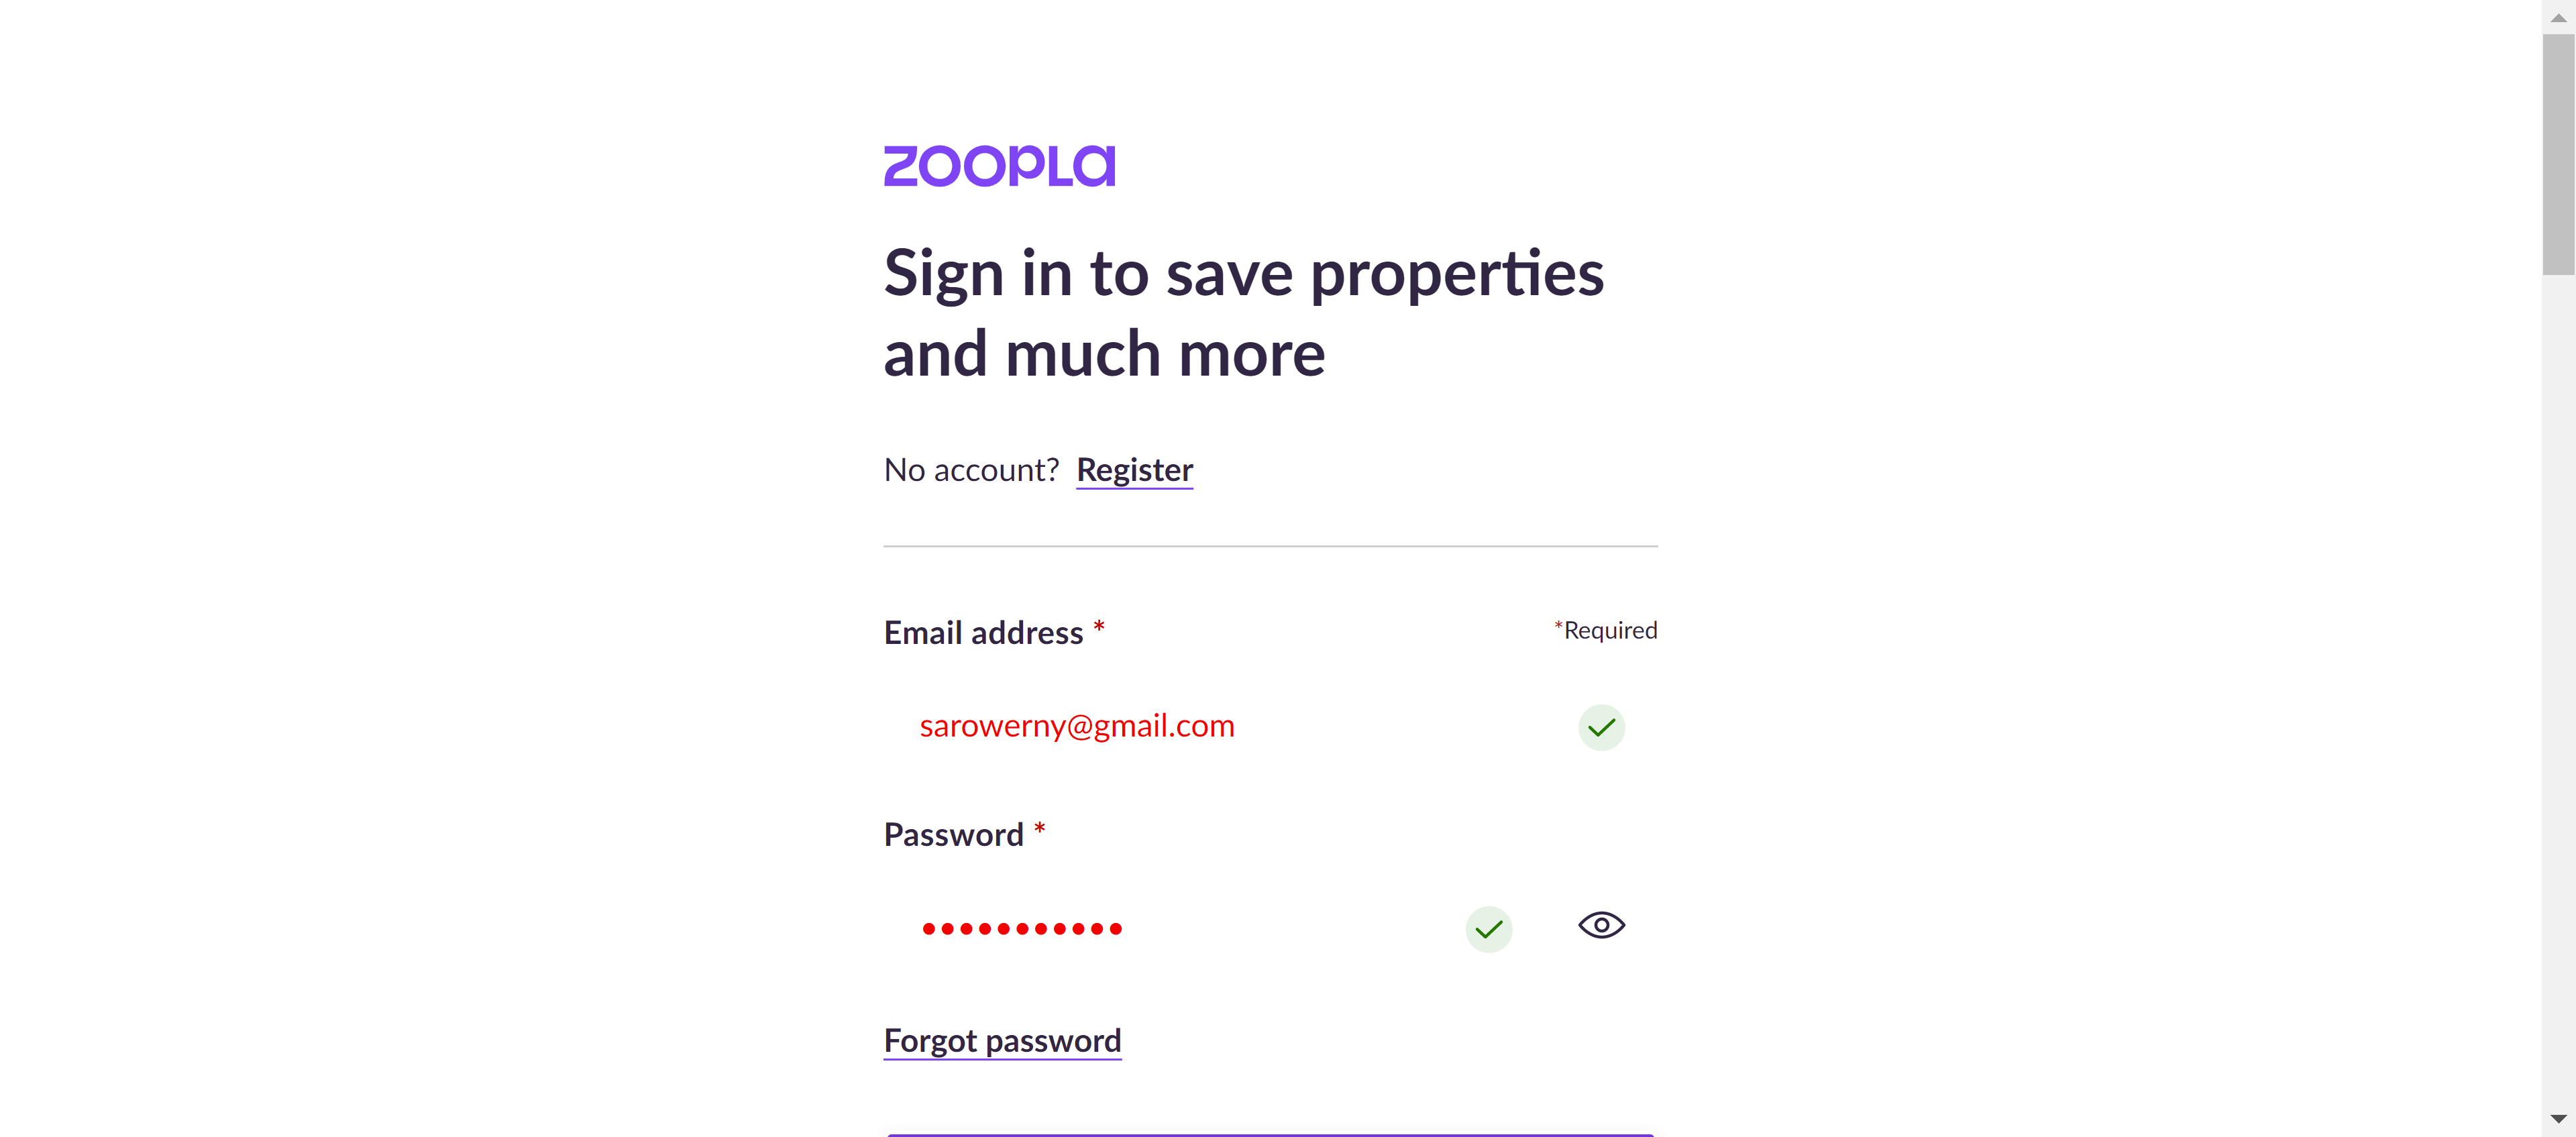 zoopla
Sign in to save properties
and much more
No account? Register
Email address *
*Required
sarowerny@gmail.com
Password *
Forgot password